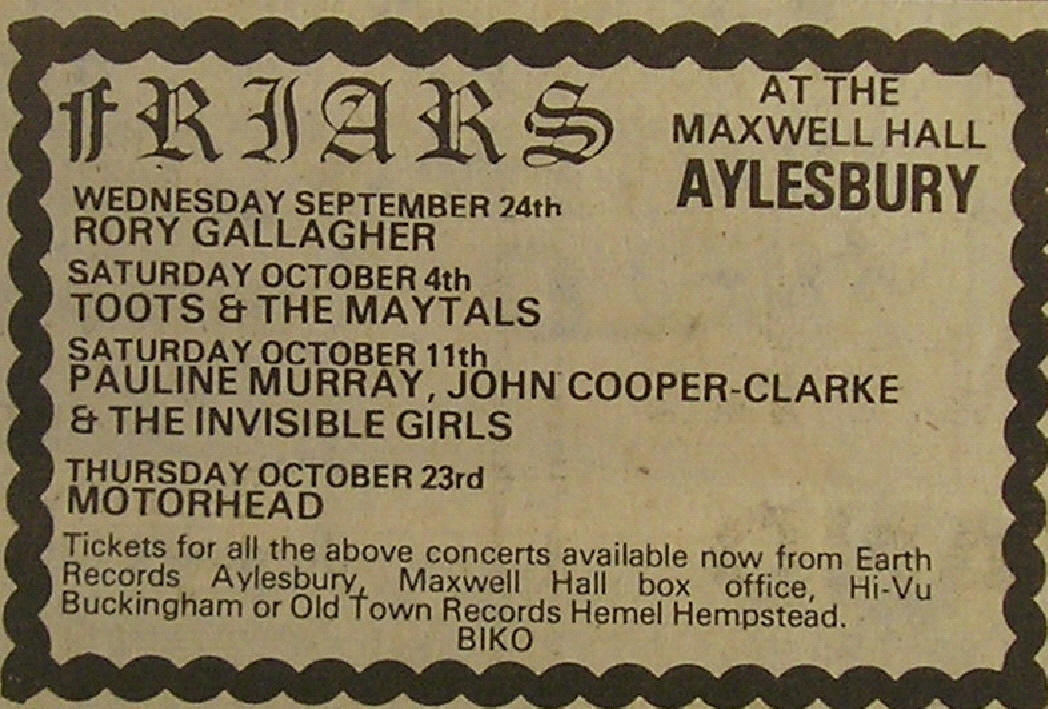 fRIARS
AT THE
MAXWELL HALL
AYLESBURY
WEDNESDAY SEPTEMBER 24th
RORY GALLAGHER
SATURDAY OCTOBER 4th
TOOTS & THE MAYTALS
SATURDAY OCTOBER 11th
PAULINE MURRAY, JOHN COOPER-CLARKE
& THE INVISIBLE GIRLS
THURSDAY OCTOBER 23rd
MOTORHEAD
Tickets for all the above concerts available now from Earth
Records Aylesbury, Maxwell Hall box office, Hi-Vu
Buckingham or Old Town Records Hemel Hempstead.
BIKO